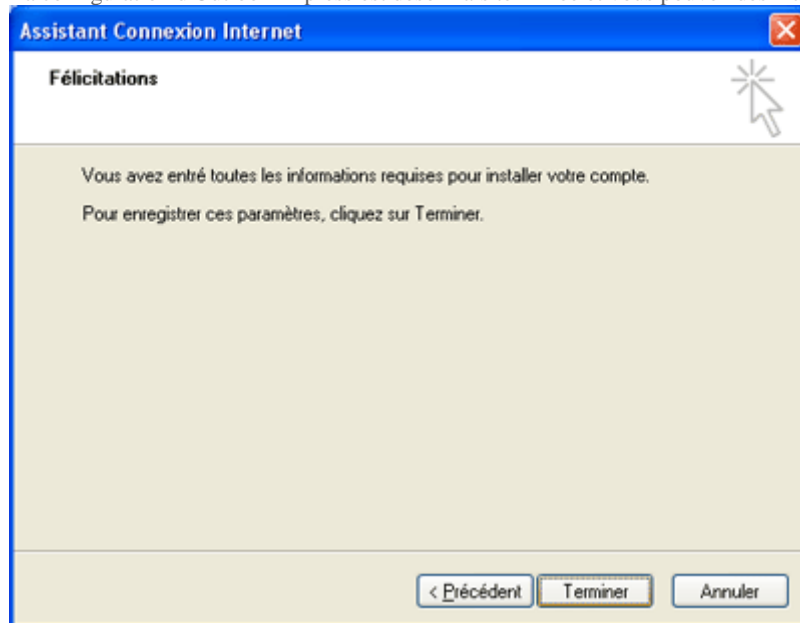 Assistant Connexion Internet
Félicitations
Vous avez entré toutes les informations requises pour installer votre compte.
Pour enregistrer ces paramètres, cliquez sur Terminer.
< Précédent
Terminer
Annuler